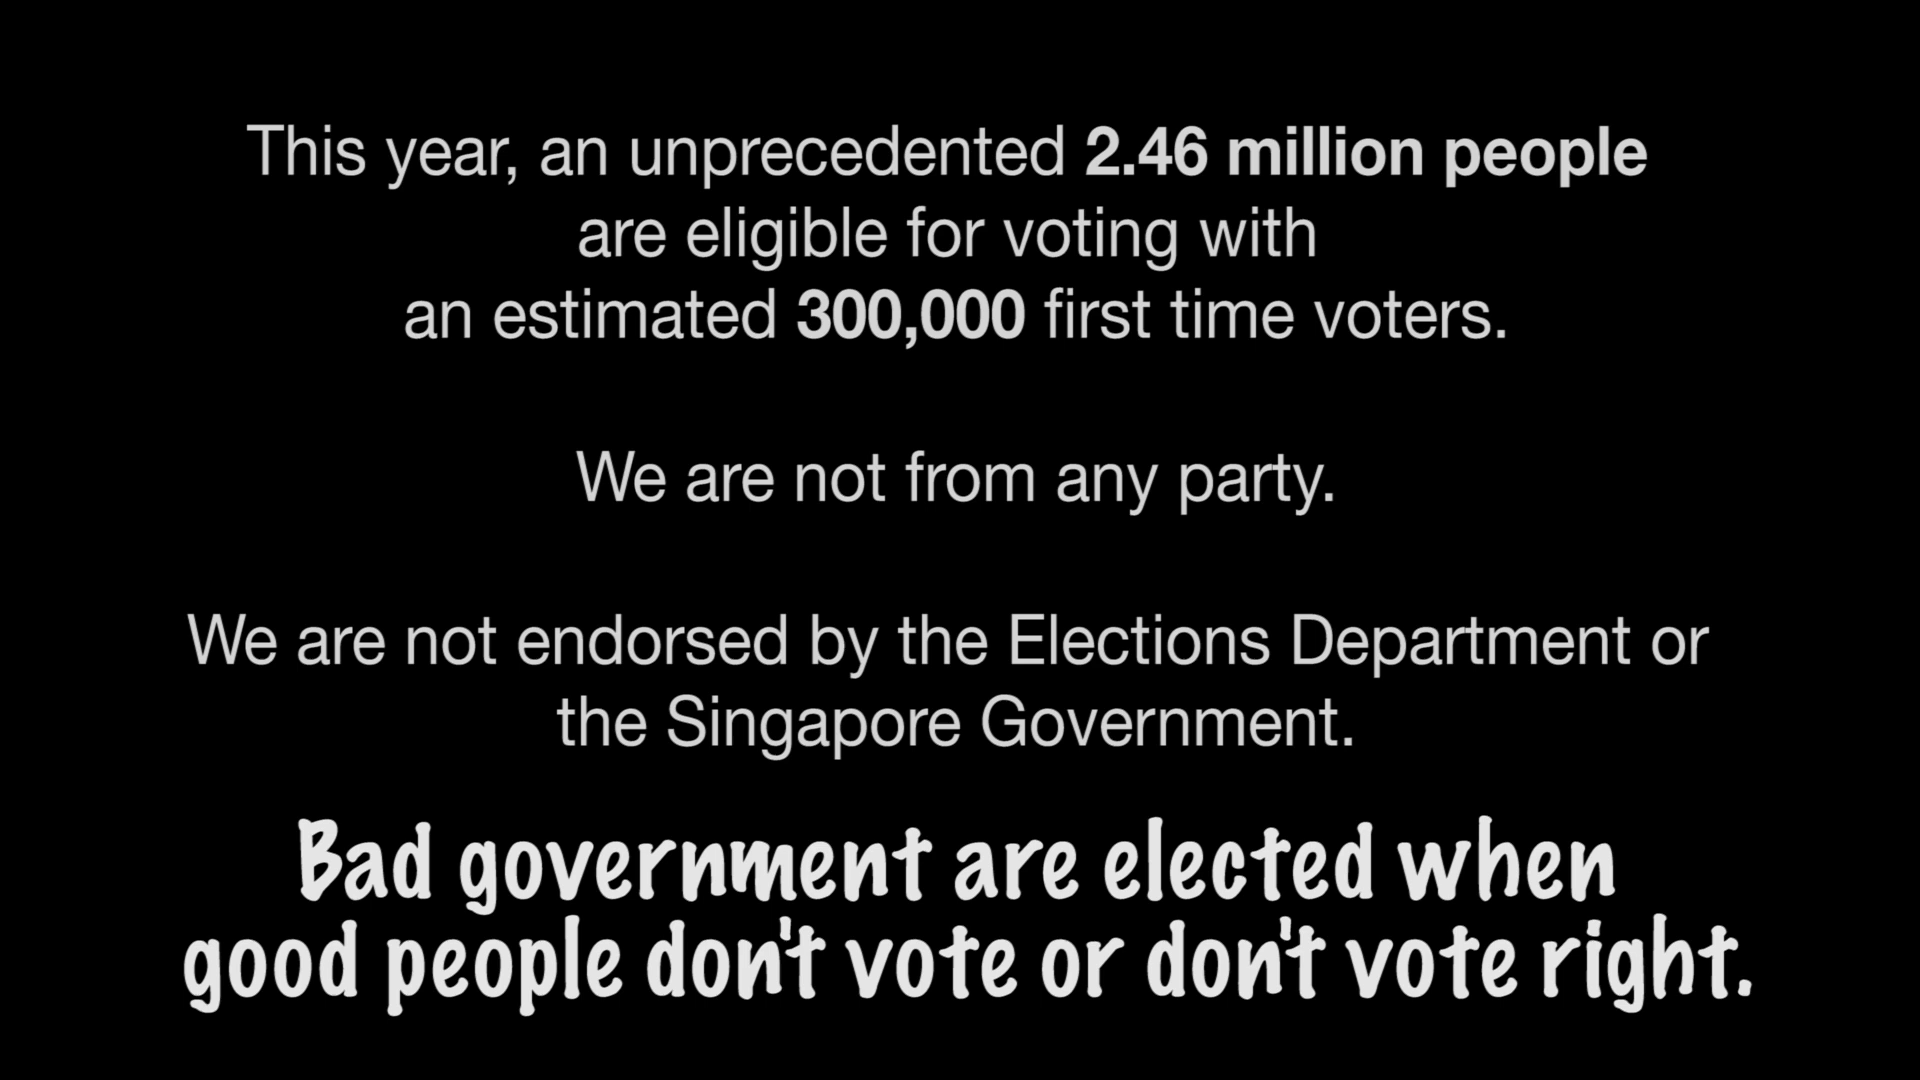 This year, an unprecedented 2.46 million people
are eligible for voting with
an estimated 300,000 first time voters.
We are not from any party.
We are not endorsed by the Elections Department or
the Singapore Government.
Bad government are elected when
good people don't vote or don't vote right.